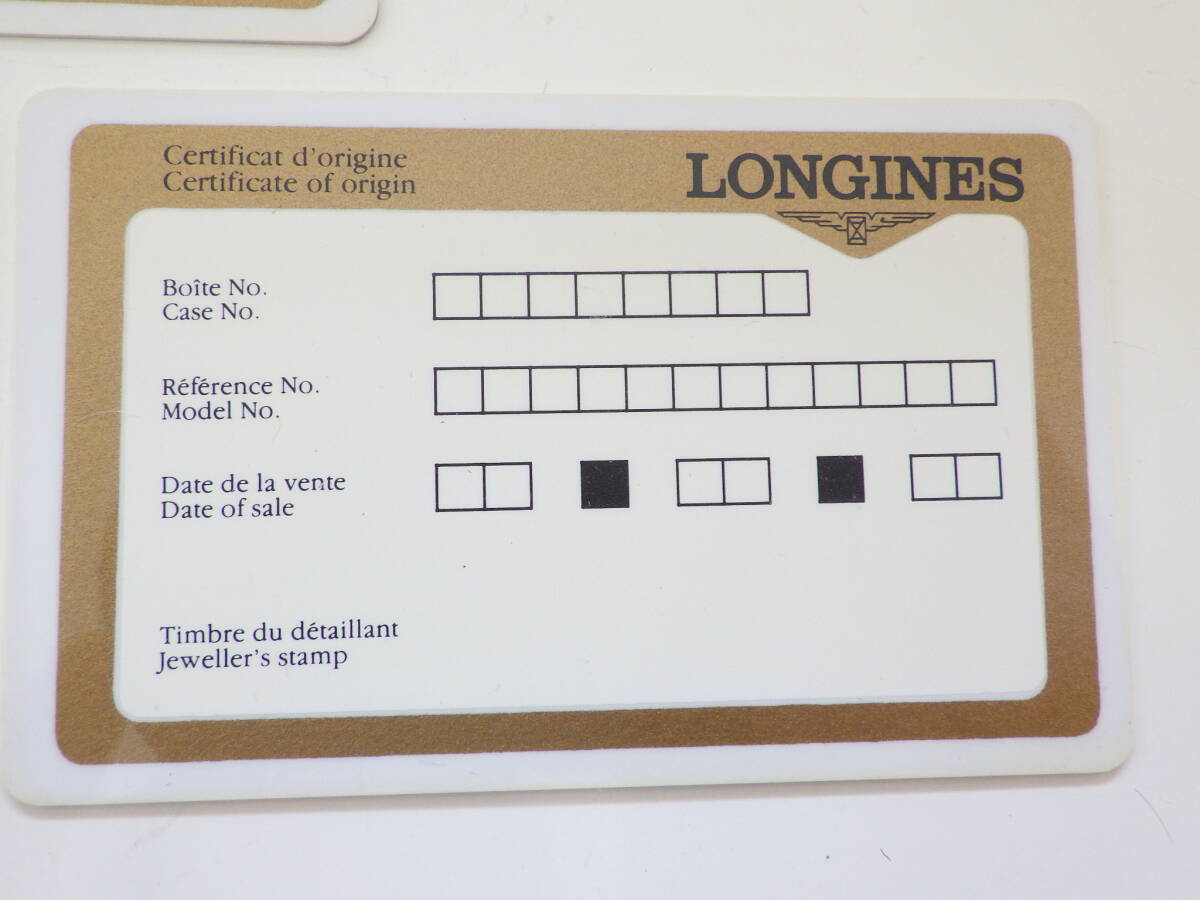 Certificat d'origine
Certificate of origin
LONGINES
Boîte No.
Case No.
Référence No.
Model No.
Date de la vente
Date of sale
Timbre du détaillant
Jeweller's stamp